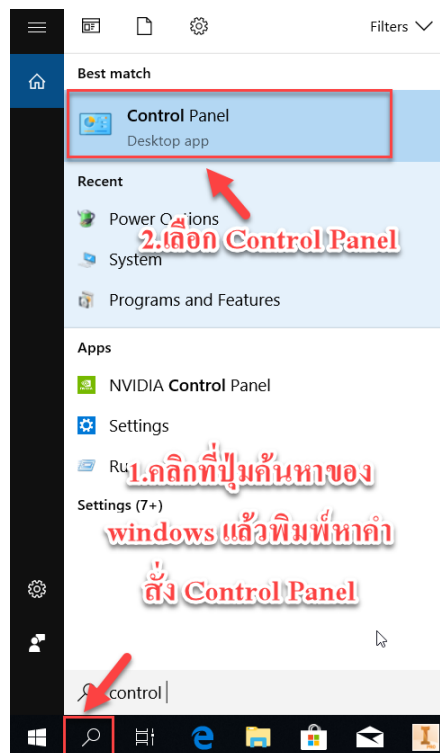 Filters
Best match
Control Panel
Desktop app
Recent
Power Options
2.เลือก Control Panel
System
Programs and Features
Apps
NVIDIA Control Panel
Settings
1.คลิกที่ปุ่มค้นหาของ
Settings (7+)
windows แล้วพิมพ์หาคำ
สั่ง Control Panel
control